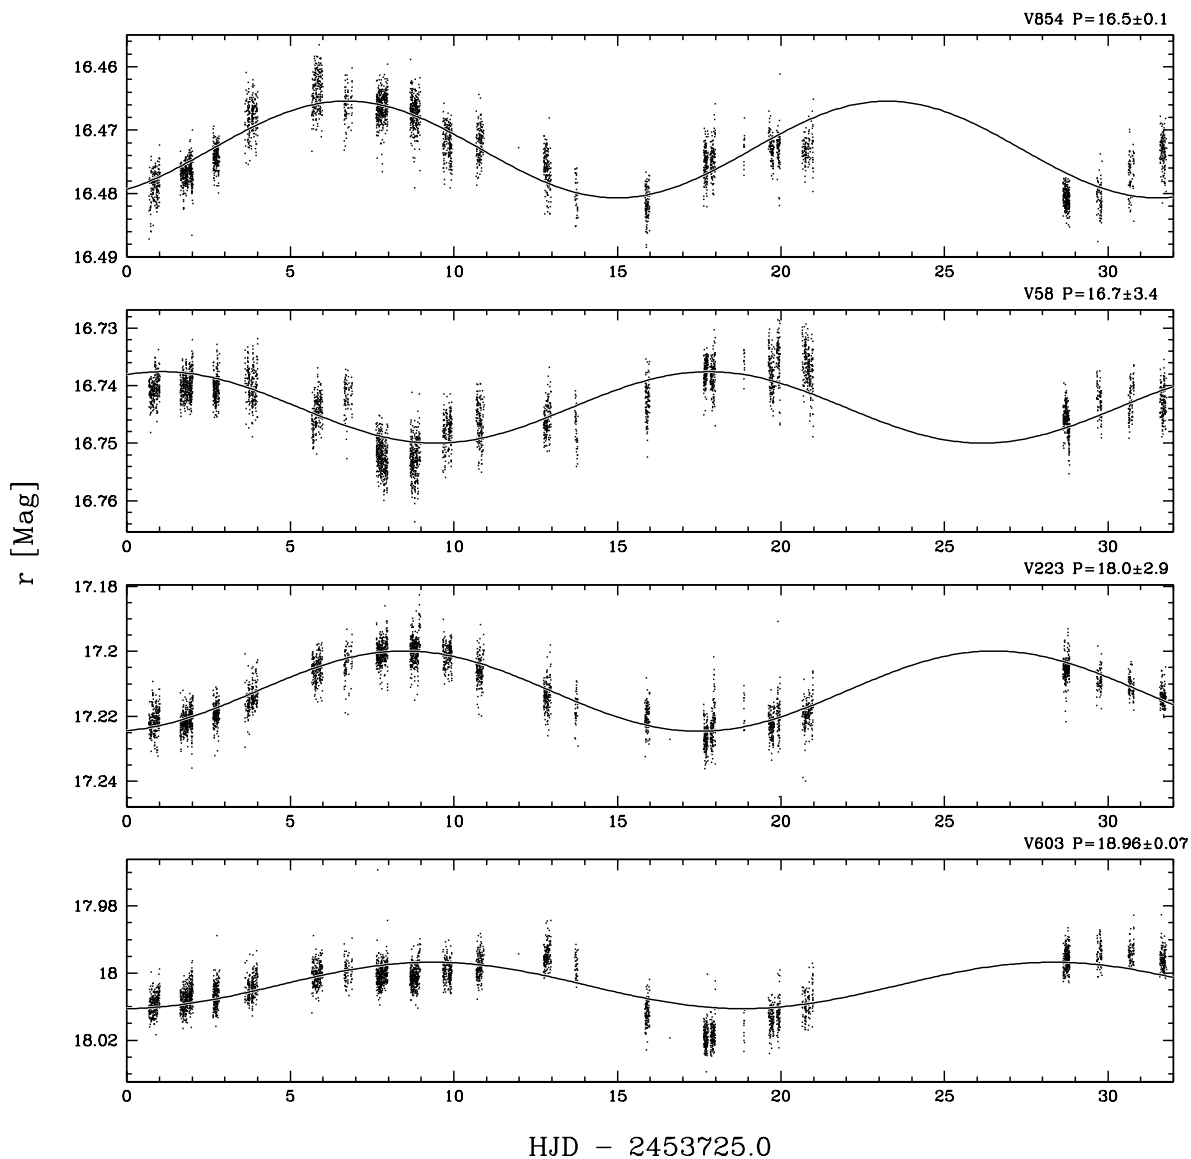 V854 P=16.5±0.1
16.46
16.47
16.48
16.49
0 5 10 15 20 25 30
V58 P=16.7±3.4
16.73
16.74
16.75
16.76
0 5 10 15 20 25 30
V223 P=18.0±2.9
17.18
17.2
17.22
17.24
0 5 10 15 20 25 30
V603 P=18.96±0.07
17.98
18
18.02
0 5 10 15 20 25 30
r [Mag]
HJD − 2453725.0